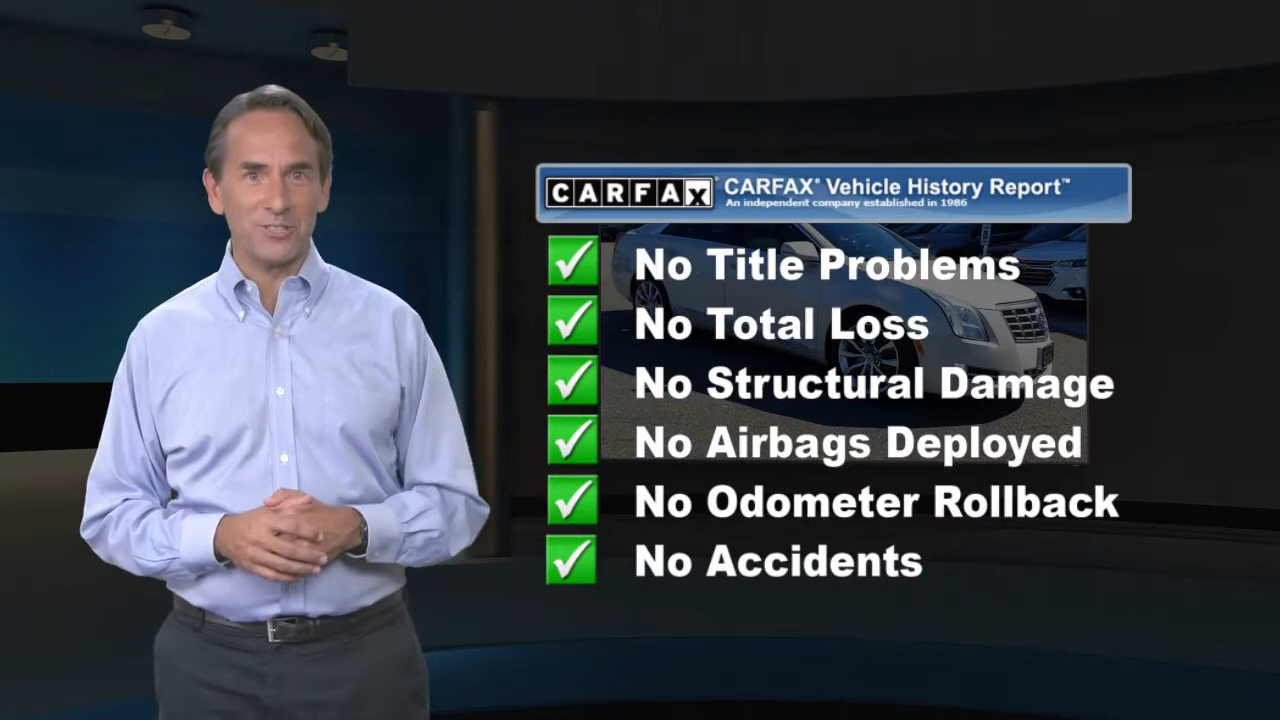 CARFAX® CARFAX® Vehicle History Report™
An independent company established in 1986
No Title Problems
No Total Loss
No Structural Damage
No Airbags Deployed
No Odometer Rollback
No Accidents